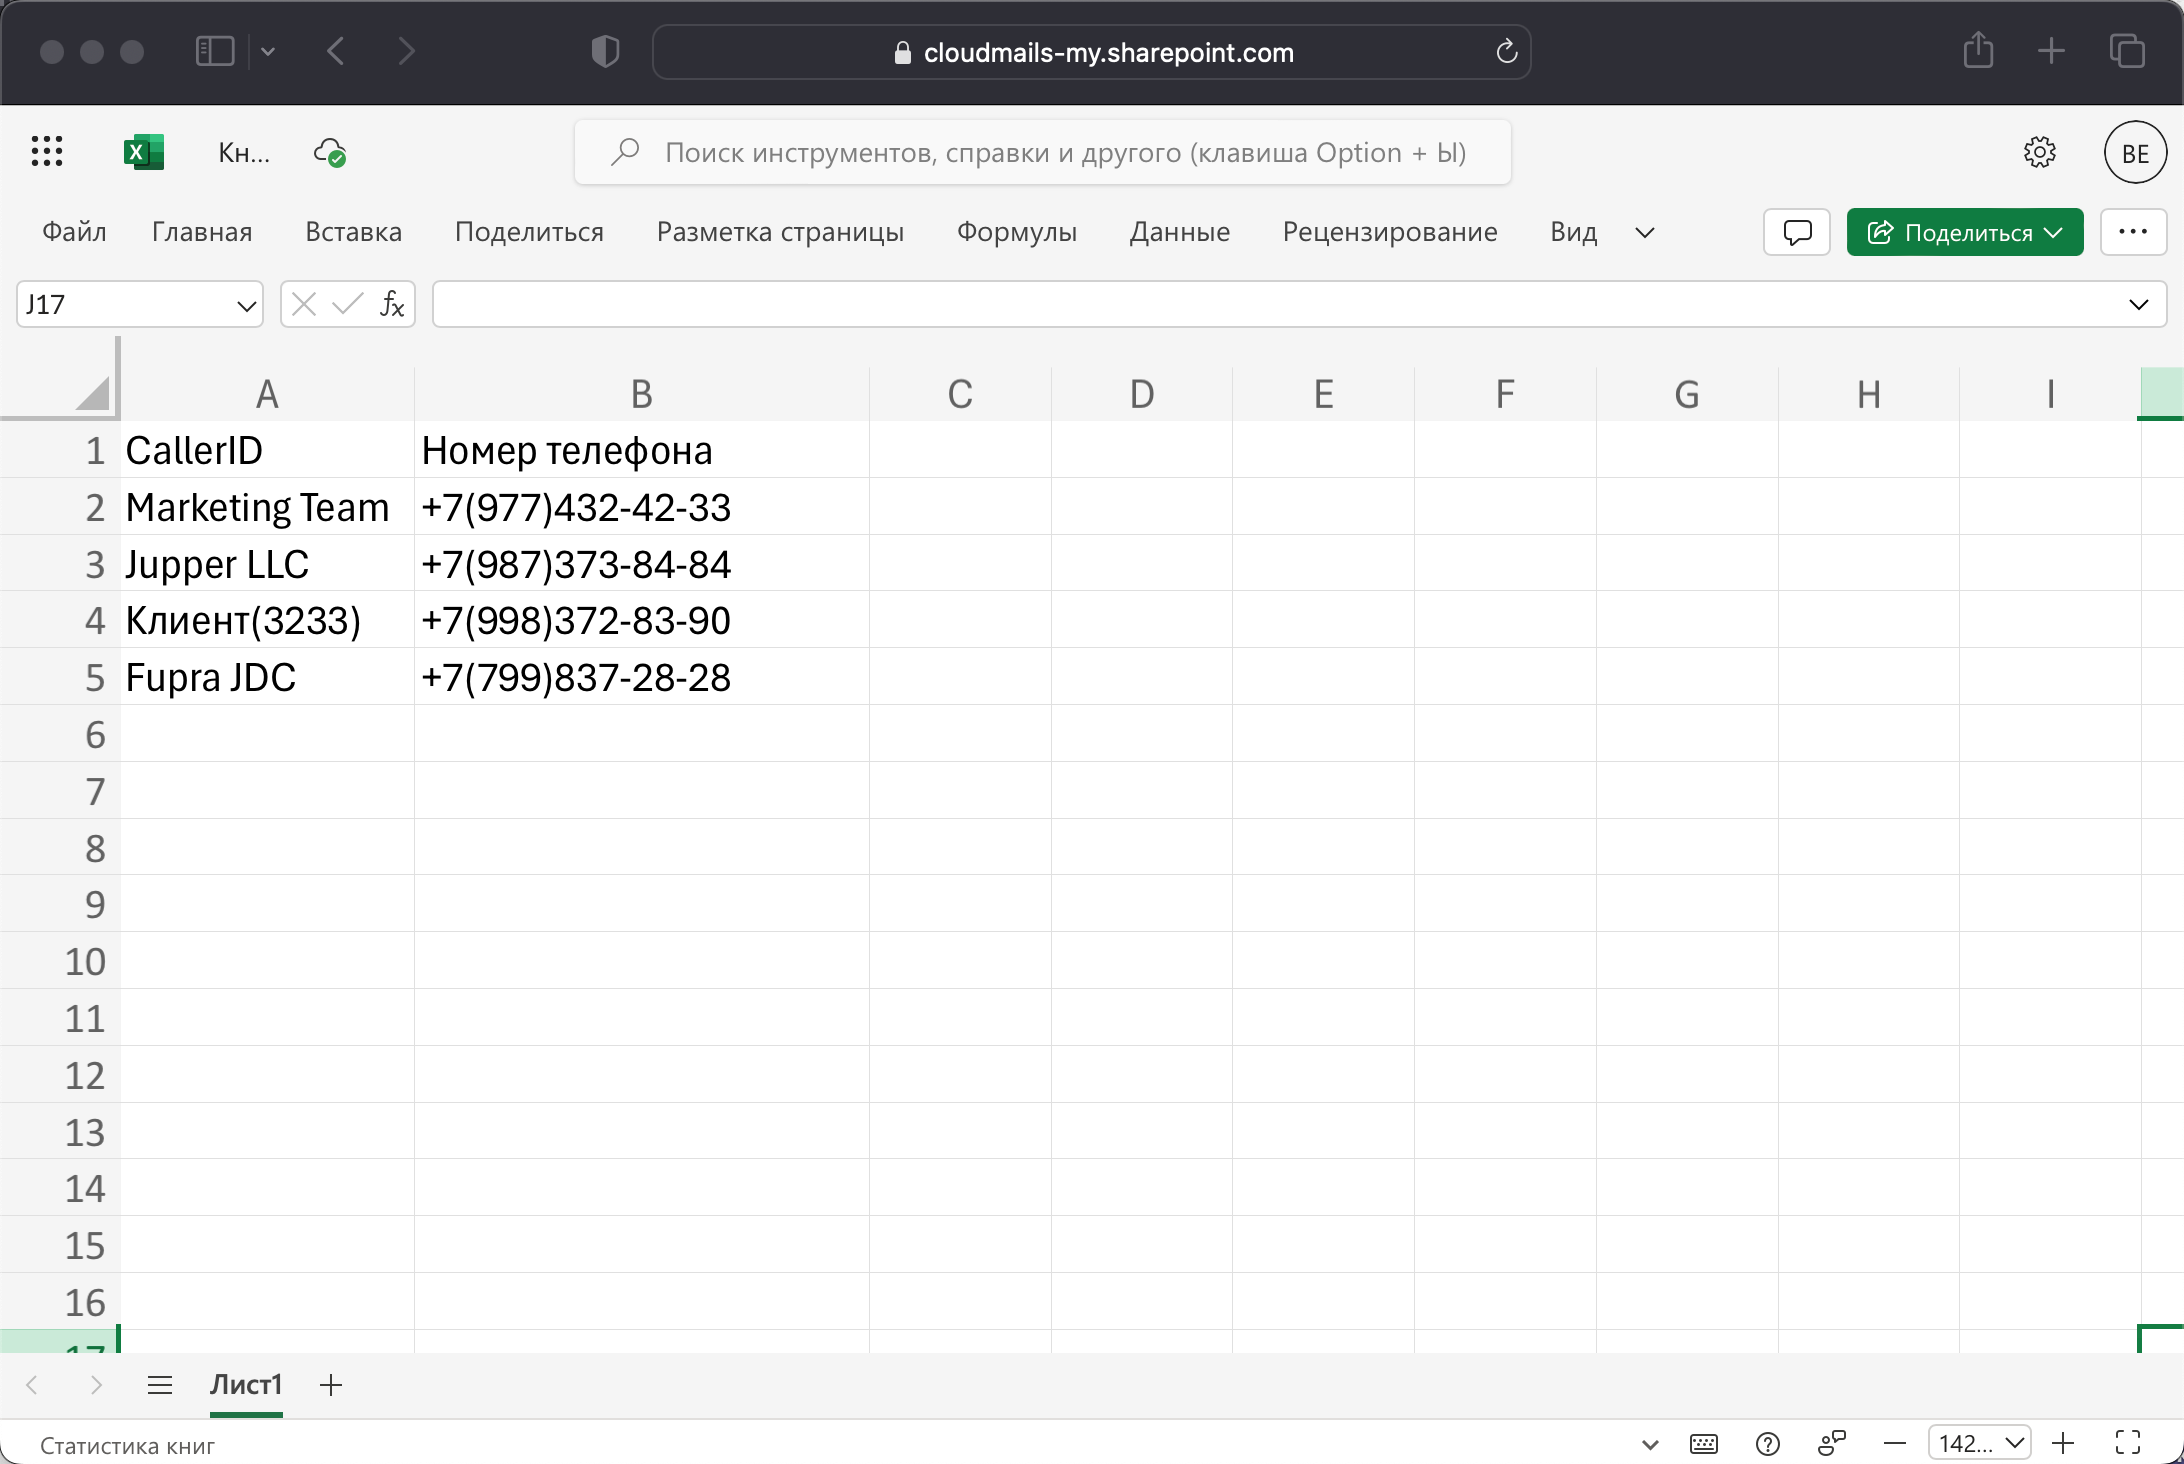 cloudmails-my.sharepoint.com
Кн...
Поиск инструментов, справки и другого (клавиша Option + Ы)
BE
Файл Главная Вставка Поделиться Разметка страницы Формулы Данные Рецензирование Вид Поделиться
J17
fx
A B C D E F G H I
1 CallerID Номер телефона
2 Marketing Team +7(977)432-42-33
3 Jupper LLC +7(987)373-84-84
4 Клиент(3233) +7(998)372-83-90
5 Fupra JDC +7(799)837-28-28
6
7
8
9
10
11
12
13
14
15
16
17
Лист1
Статистика книг
142...